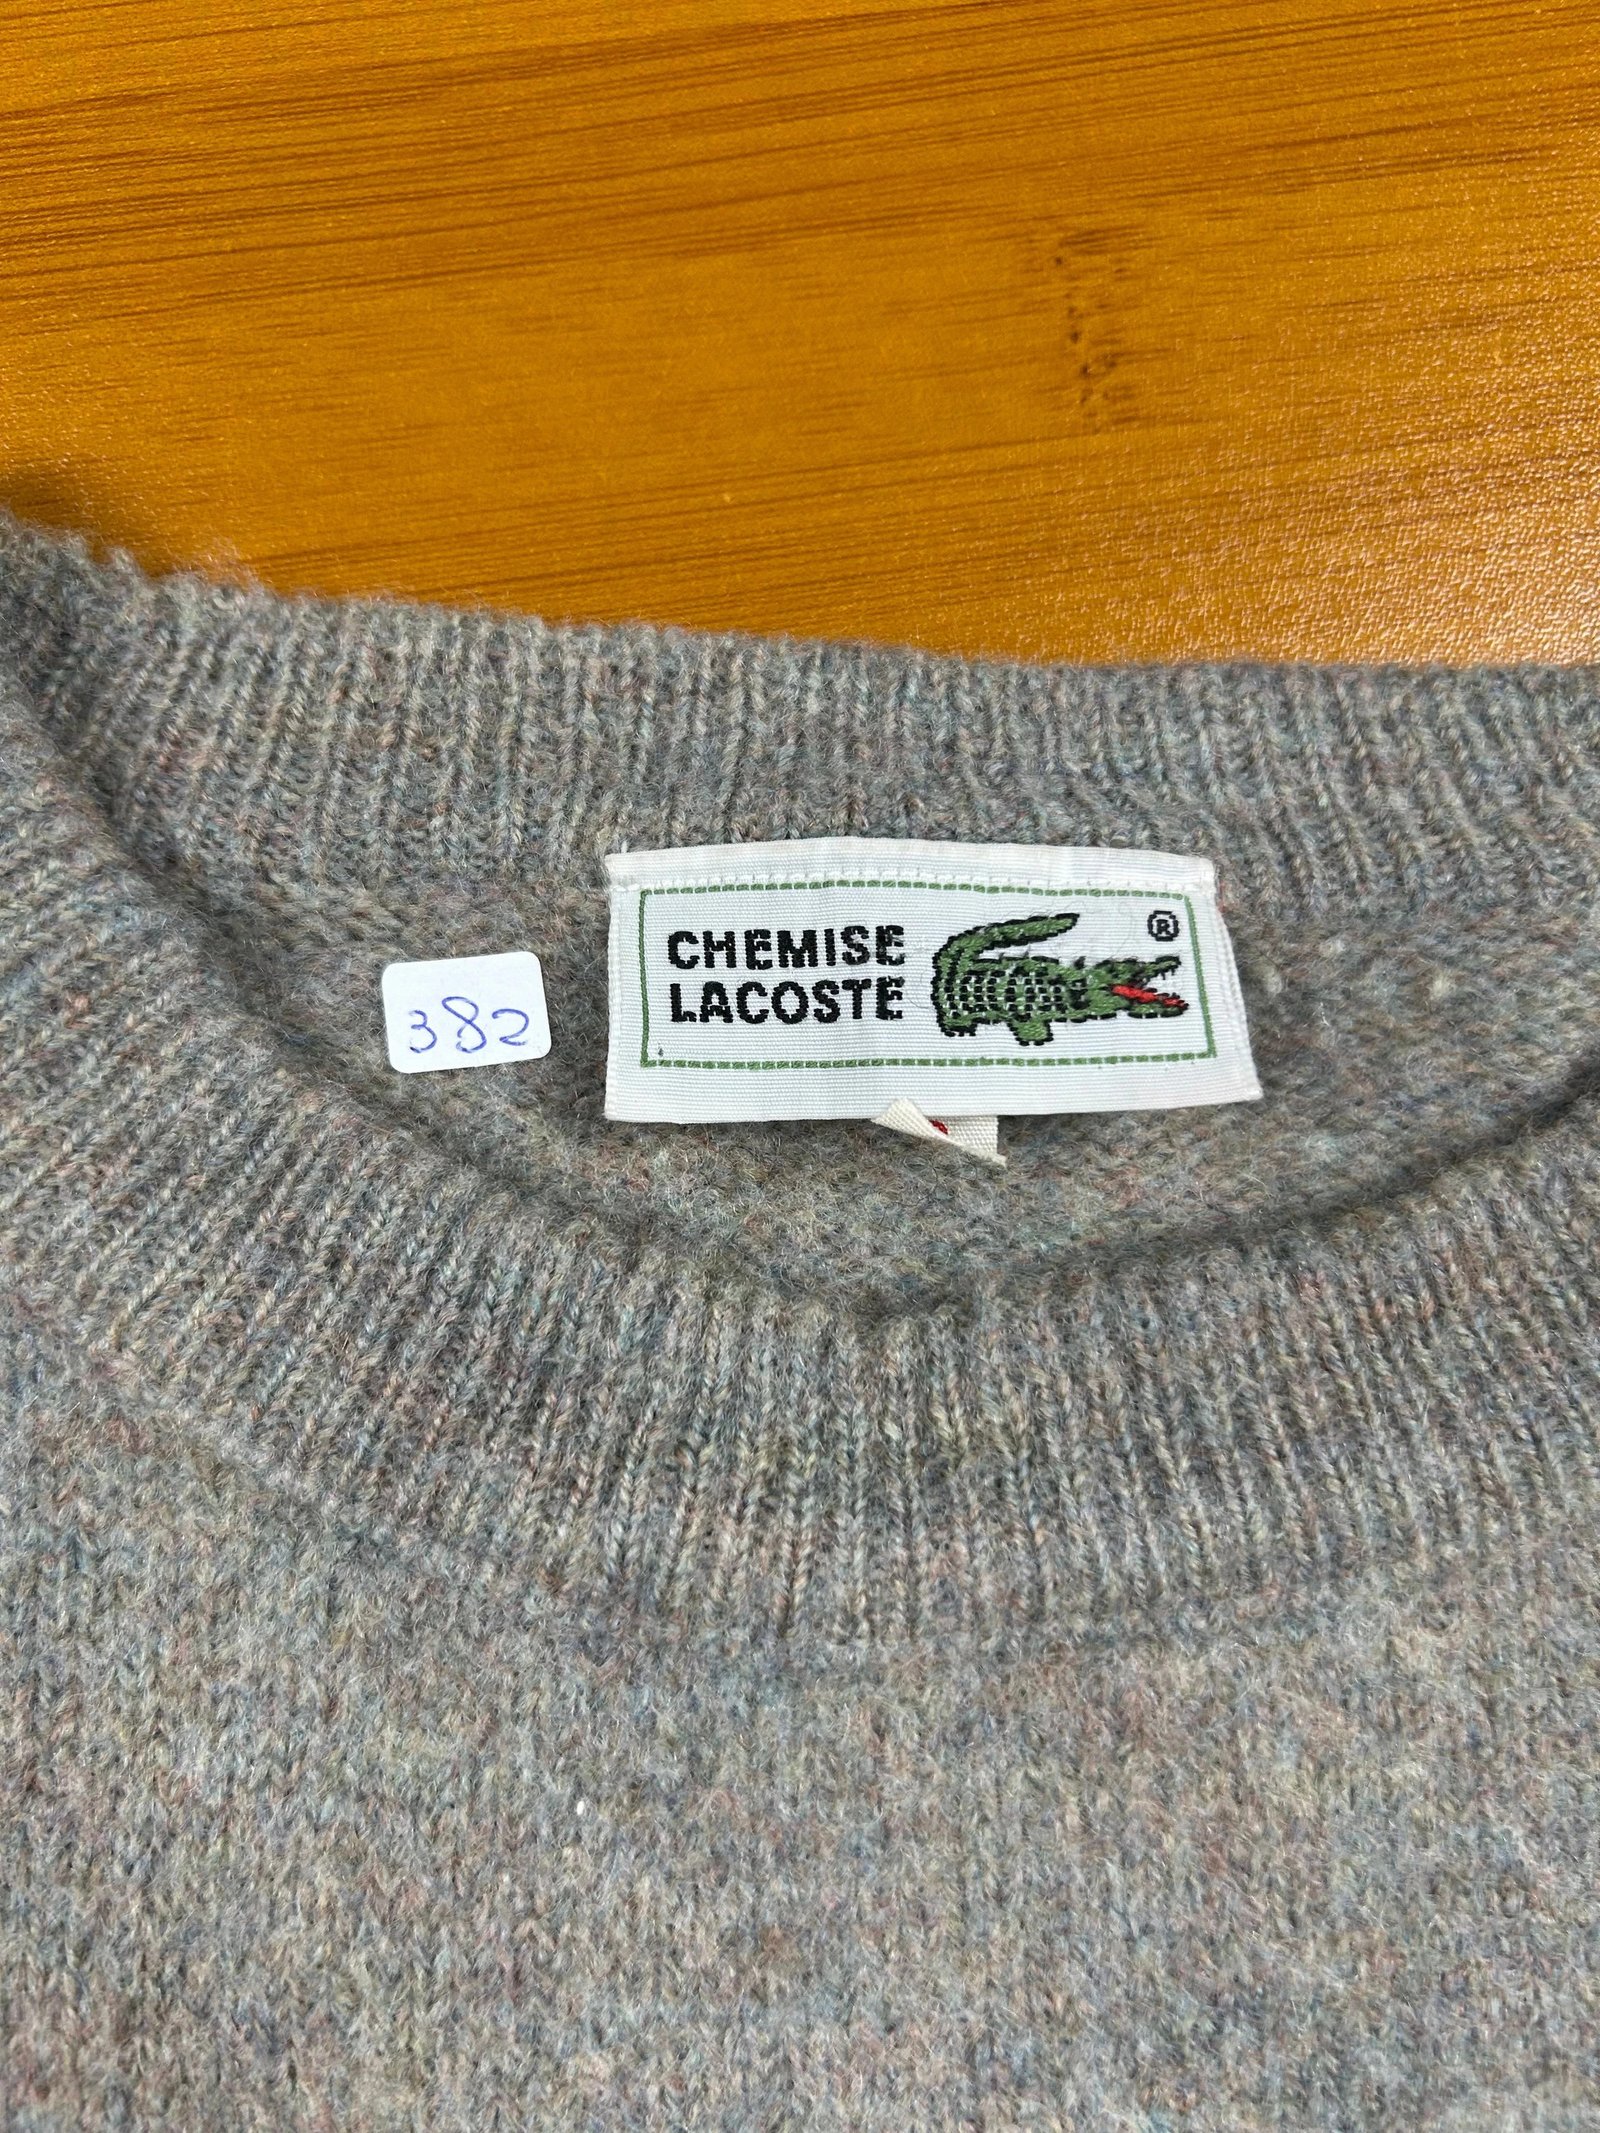 382
CHEMISE
LACOSTE
®